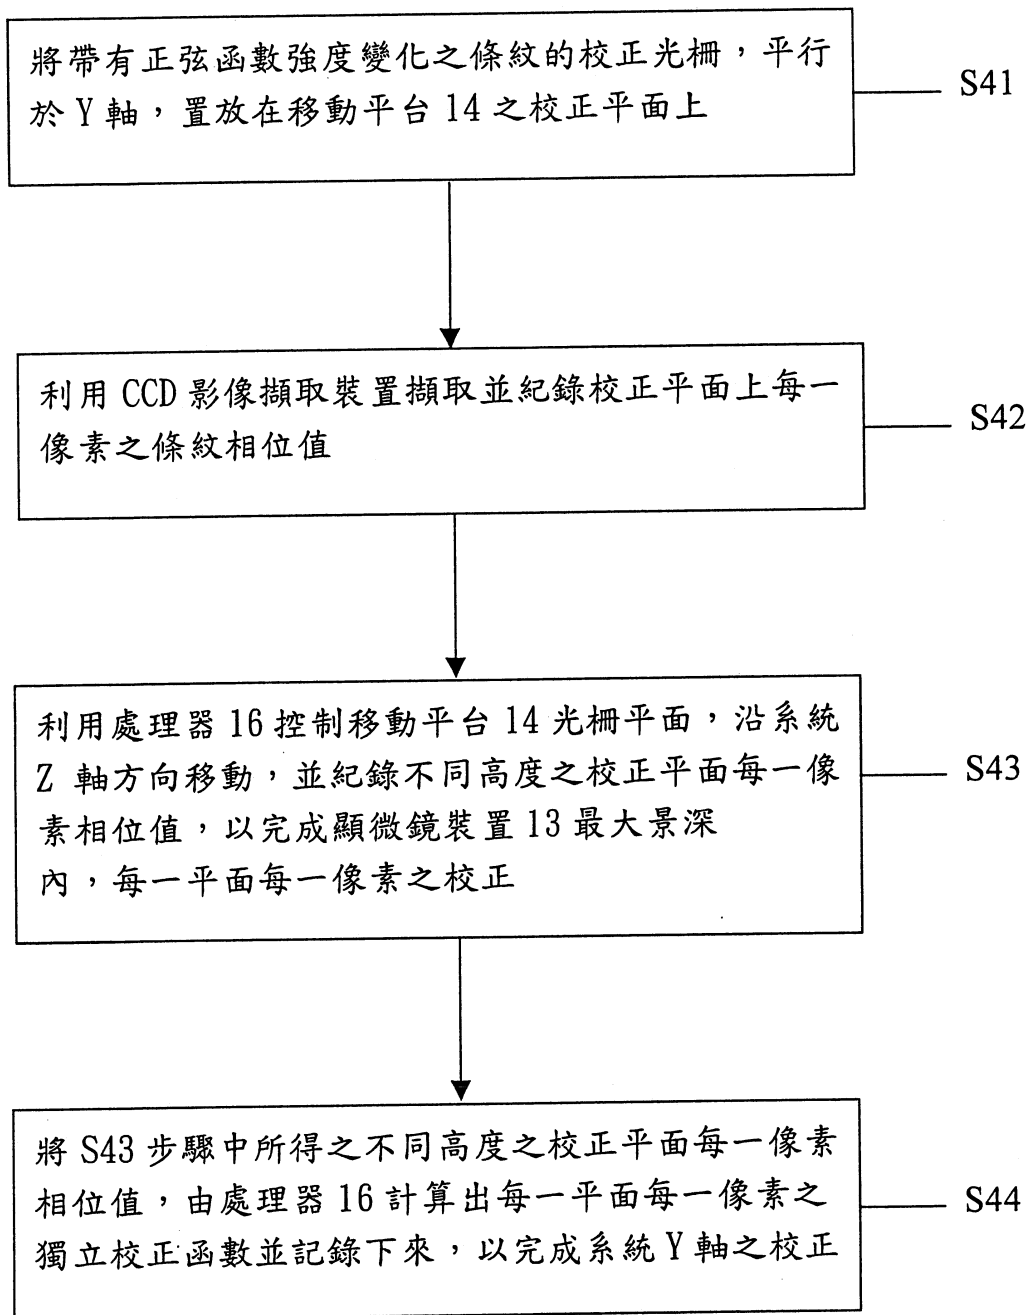 將帶有正弦函數強度變化之條紋的校正光柵，平行
於Y軸，置放在移動平台14之校正平面上
S41
利用CCD影像擷取裝置擷取並紀錄校正平面上每一
像素之條紋相位值
S42
利用處理器16控制移動平台14光柵平面，沿系統
Z 軸方向移動，並紀錄不同高度之校正平面每一像
素相位值，以完成顯微鏡裝置13最大景深
內，每一平面每一像素之校正
S43
將S43步驟中所得之不同高度之校正平面每一像素
相位值，由處理器16計算出每一平面每一像素之
獨立校正函數並記錄下來，以完成系統Y軸之校正
S44